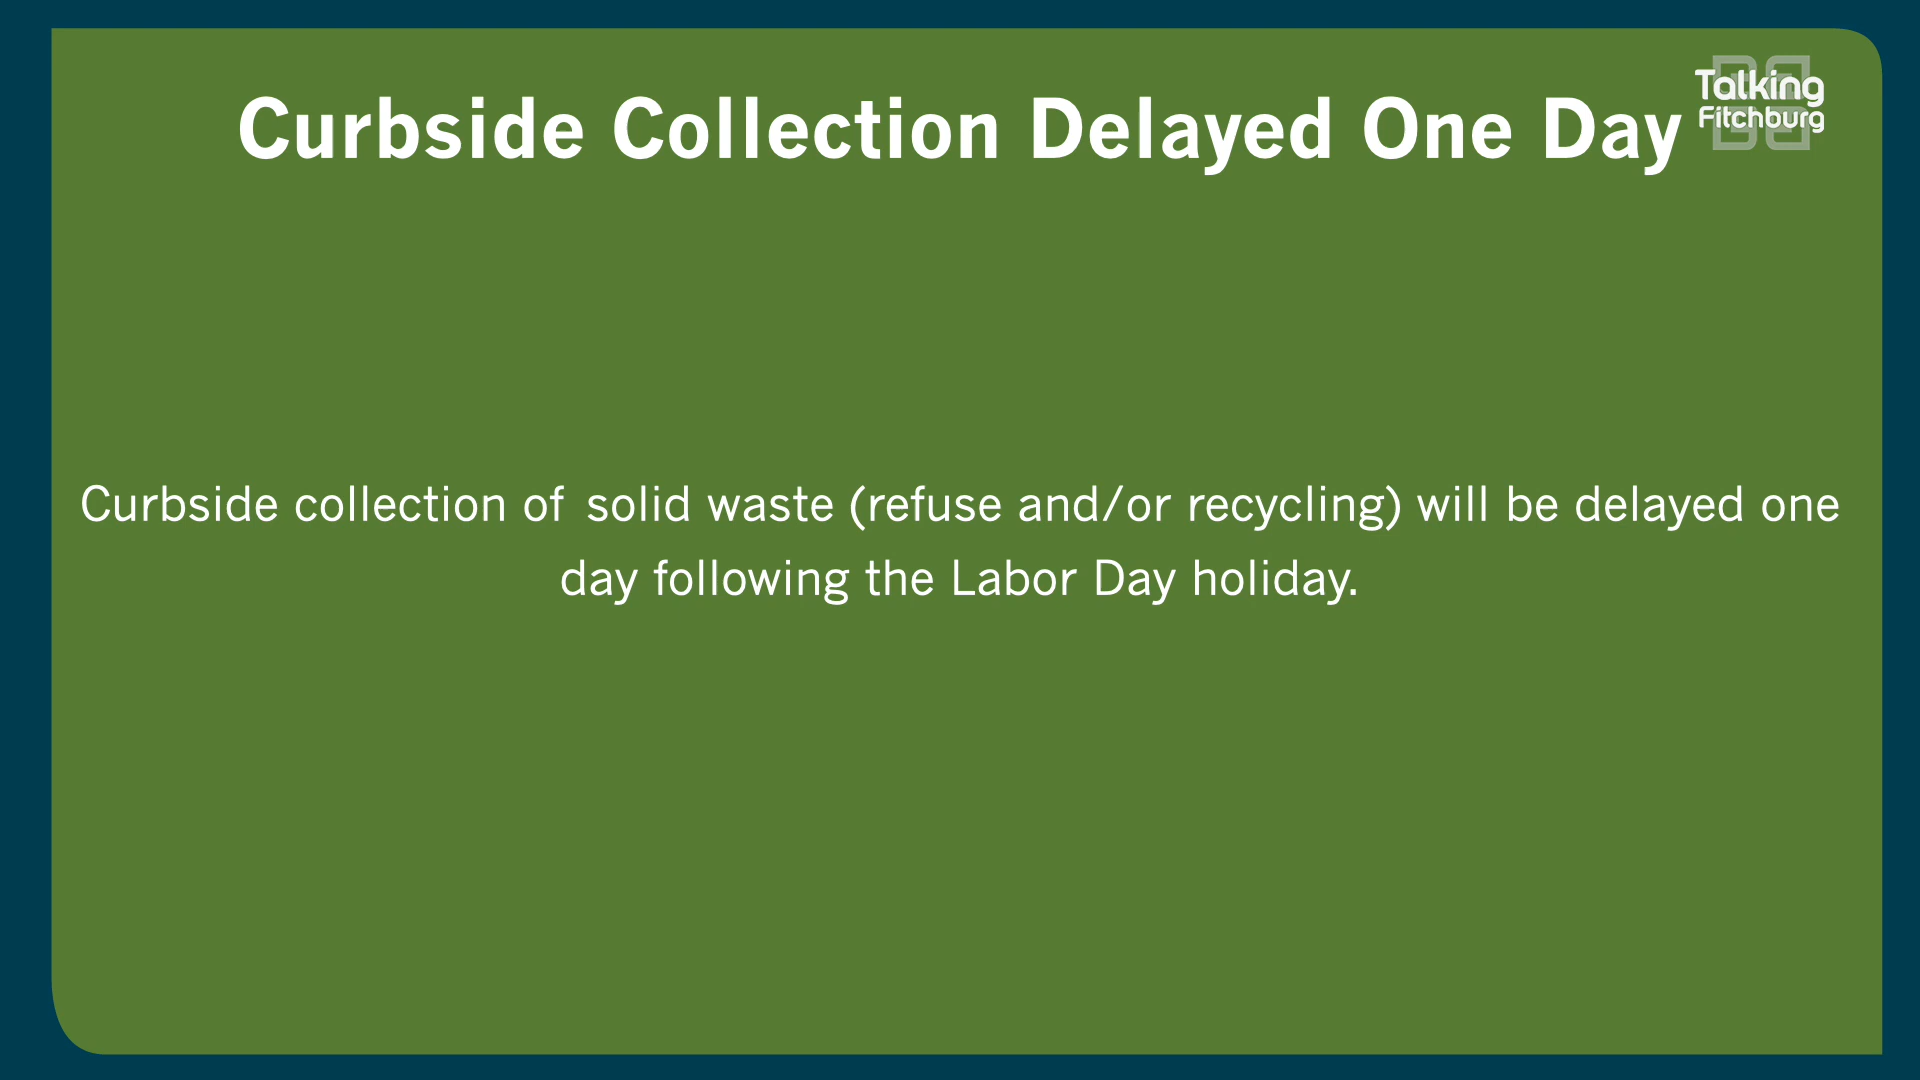 Curbside Collection Delayed One Day
Talking
Fitchburg
Curbside collection of solid waste (refuse and/or recycling) will be delayed one
day following the Labor Day holiday.